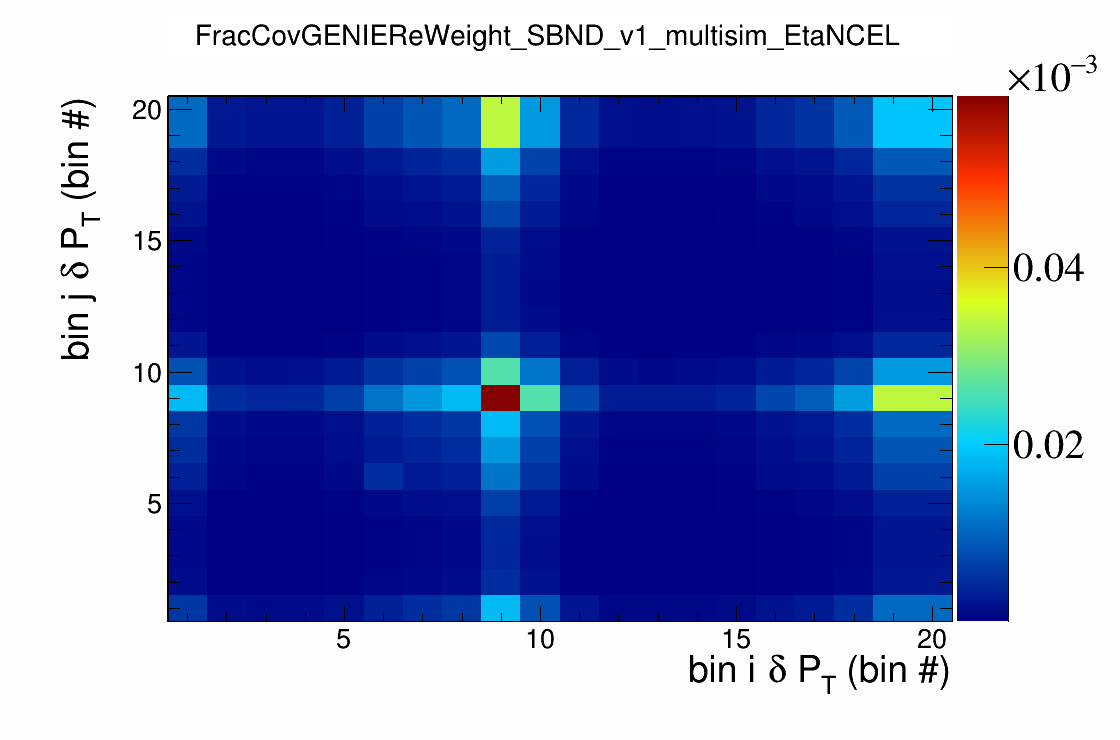 FracCovGENIEReWeight_SBND_v1_multisim_EtaNCEL
×10⁻³
bin j δ P_T (bin #)
20
15
10
5
0.04
0.02
5 10 15 20
bin i δ P_T (bin #)